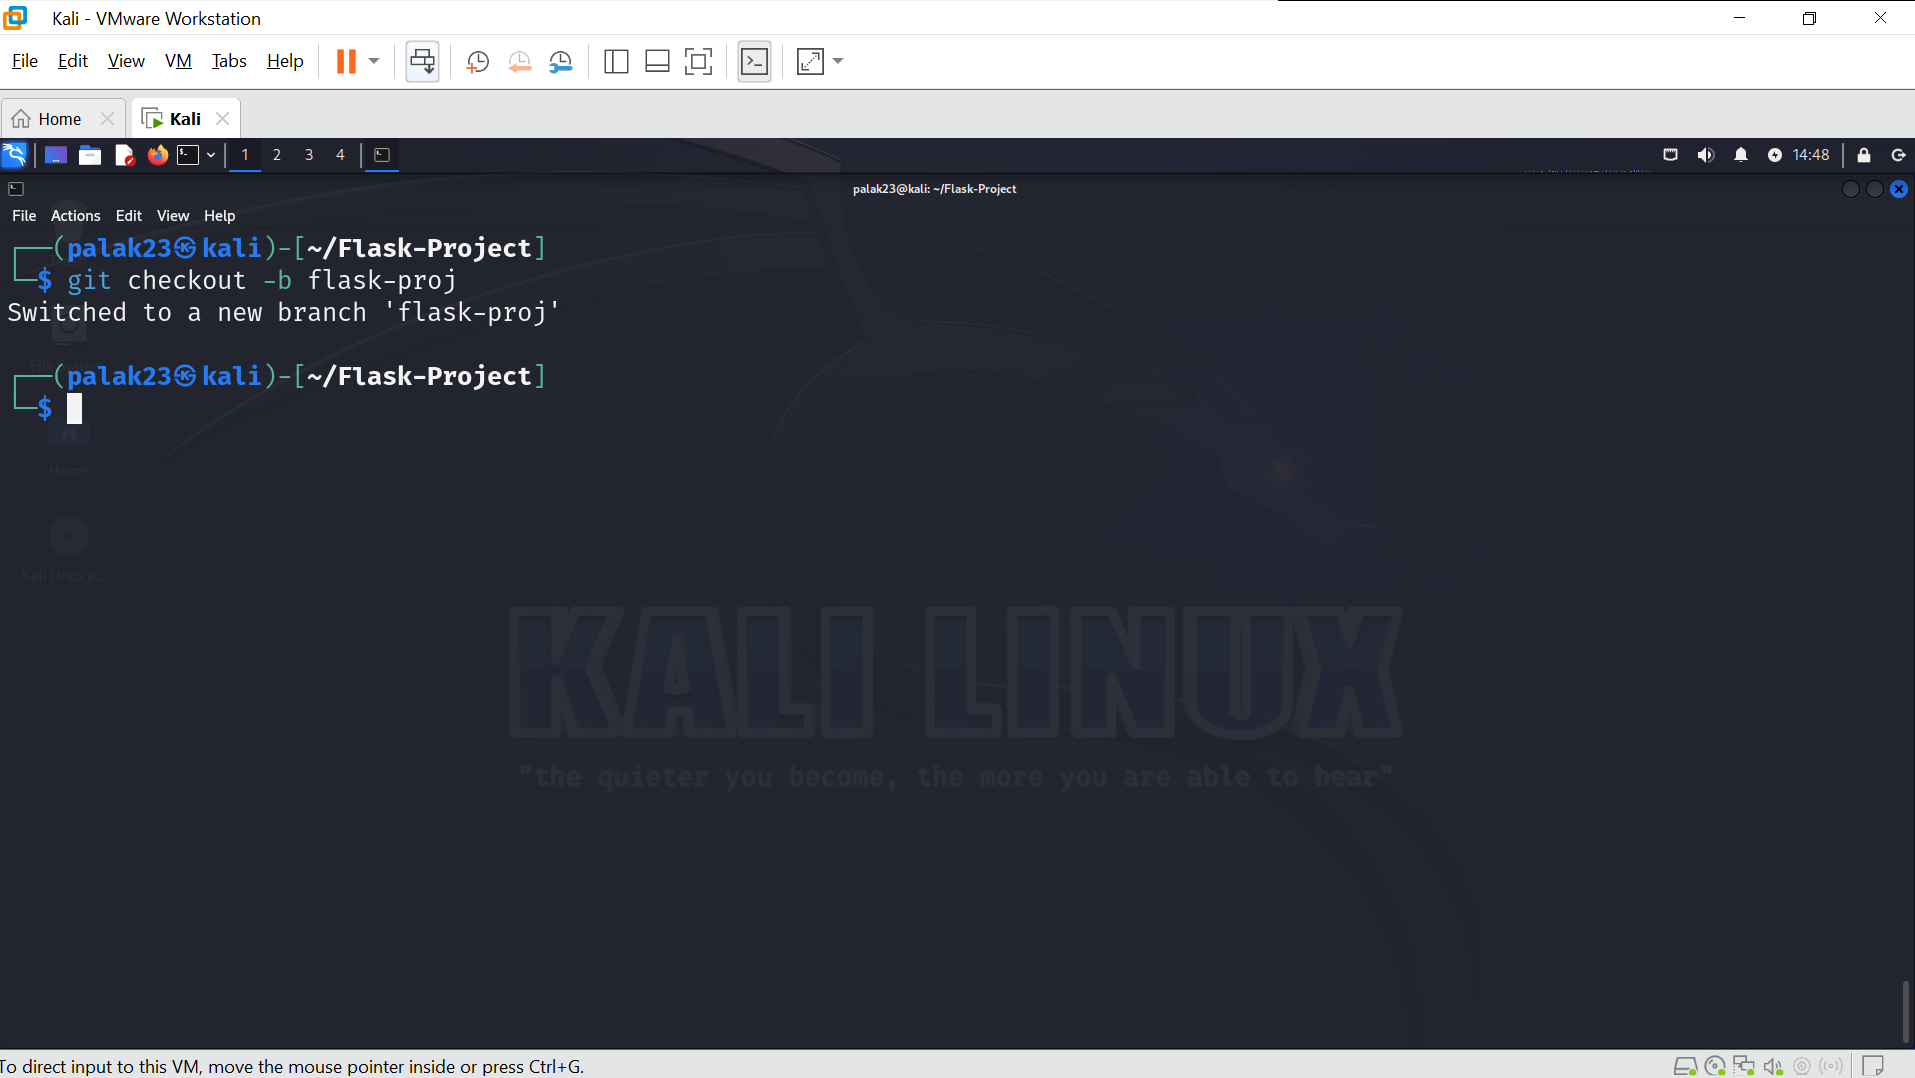 Kali - VMware Workstation
File Edit View VM Tabs Help
Home Kali
1 2 3 4 14:48
palak23@kali: ~/Flask-Project
File Actions Edit View Help
┌──(palak23㉿kali)-[~/Flask-Project]
└─$ git checkout -b flask-proj
Switched to a new branch 'flask-proj'
┌──(palak23㉿kali)-[~/Flask-Project]
└─$
Home
Kali Linux a...
KALI LINUX
"the quieter you become, the more you are able to hear"
To direct input to this VM, move the mouse pointer inside or press Ctrl+G.